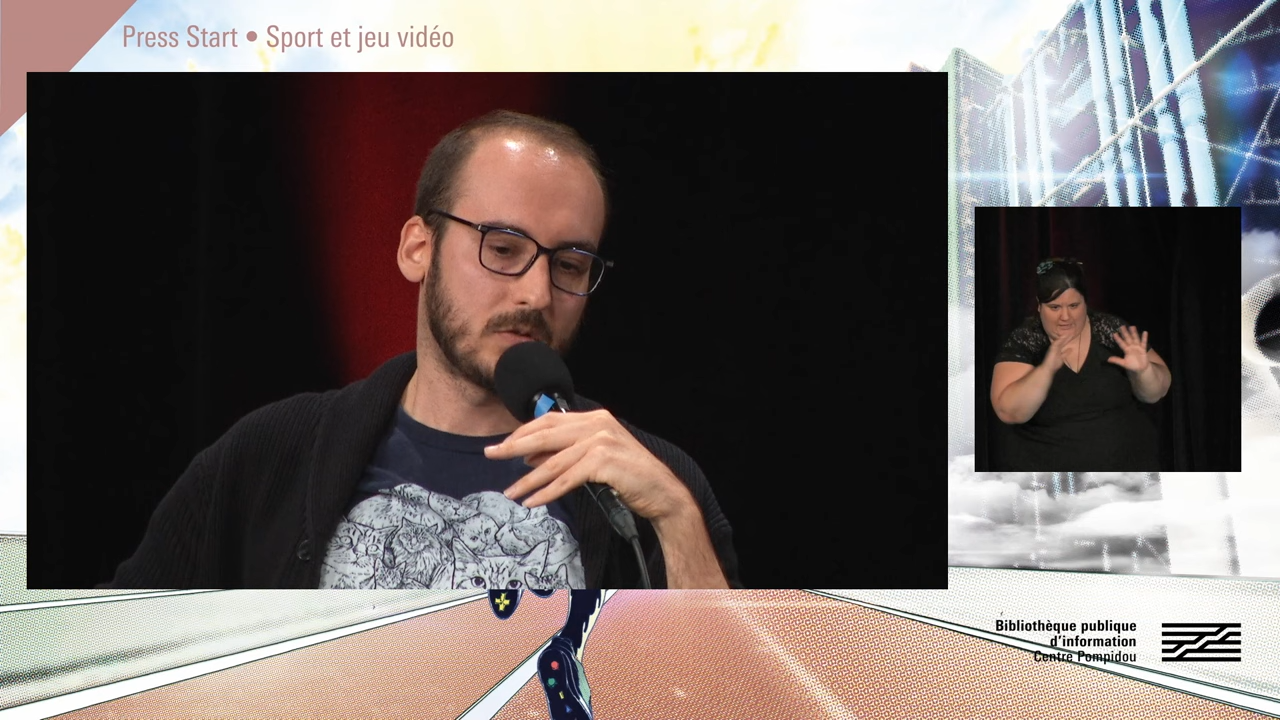 Press Start • Sport et jeu vidéo
Bibliothèque publique
d'information
Centre Pompidou